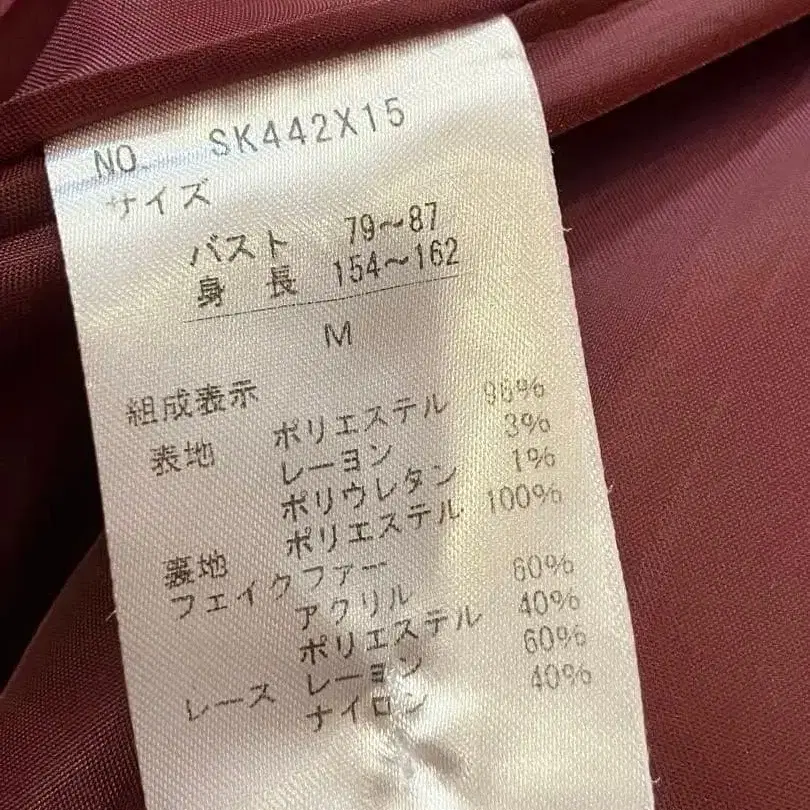 NO. SK442X15
サイズ
バスト 79〜87
身 長 154〜162
M
組成表示
表地 ポリエステル 96%
レーヨン 3%
ポリウレタン 1%
裏地 ポリエステル 100%
フェイクファー
アクリル 60%
ポリエステル 40%
レース レーヨン 60%
ナイロン 40%